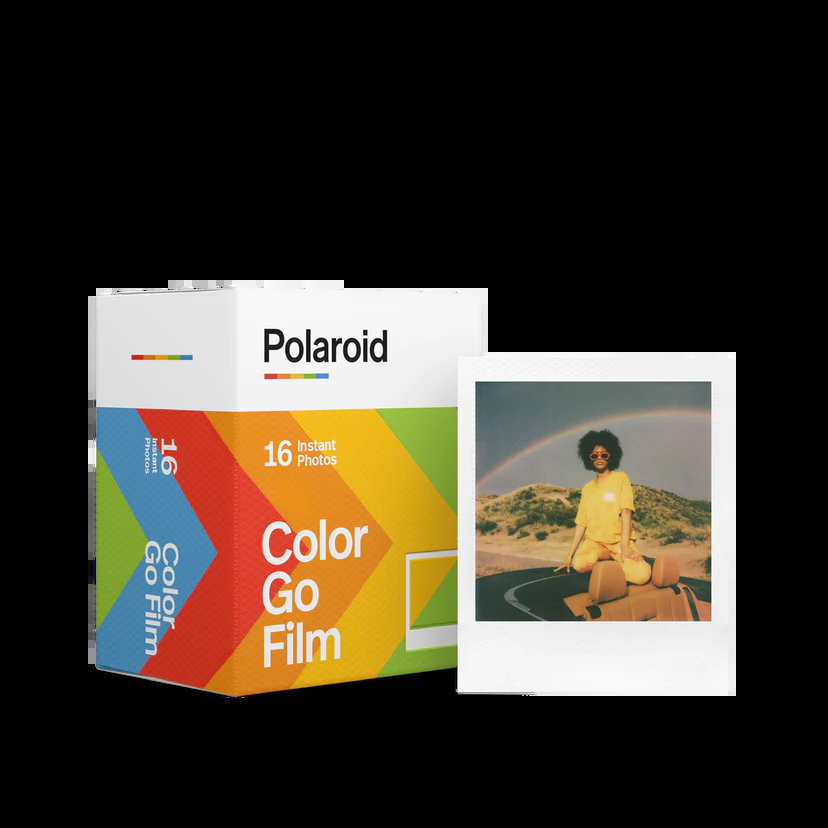 Polaroid
16 Instant
Photos
Color
Go
Film
16
Instant
Photos
Color
Go Film